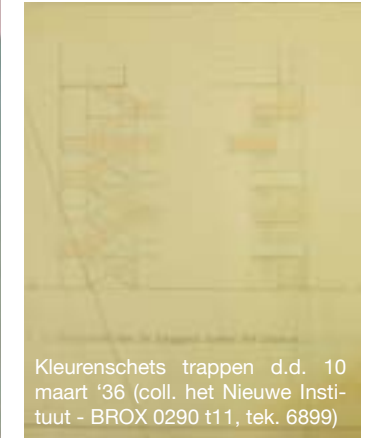 Kleurenschets trappen d.d. 10
maart ‘36 (coll. het Nieuwe Insti-
tuut - BROX 0290 t11, tek. 6899)